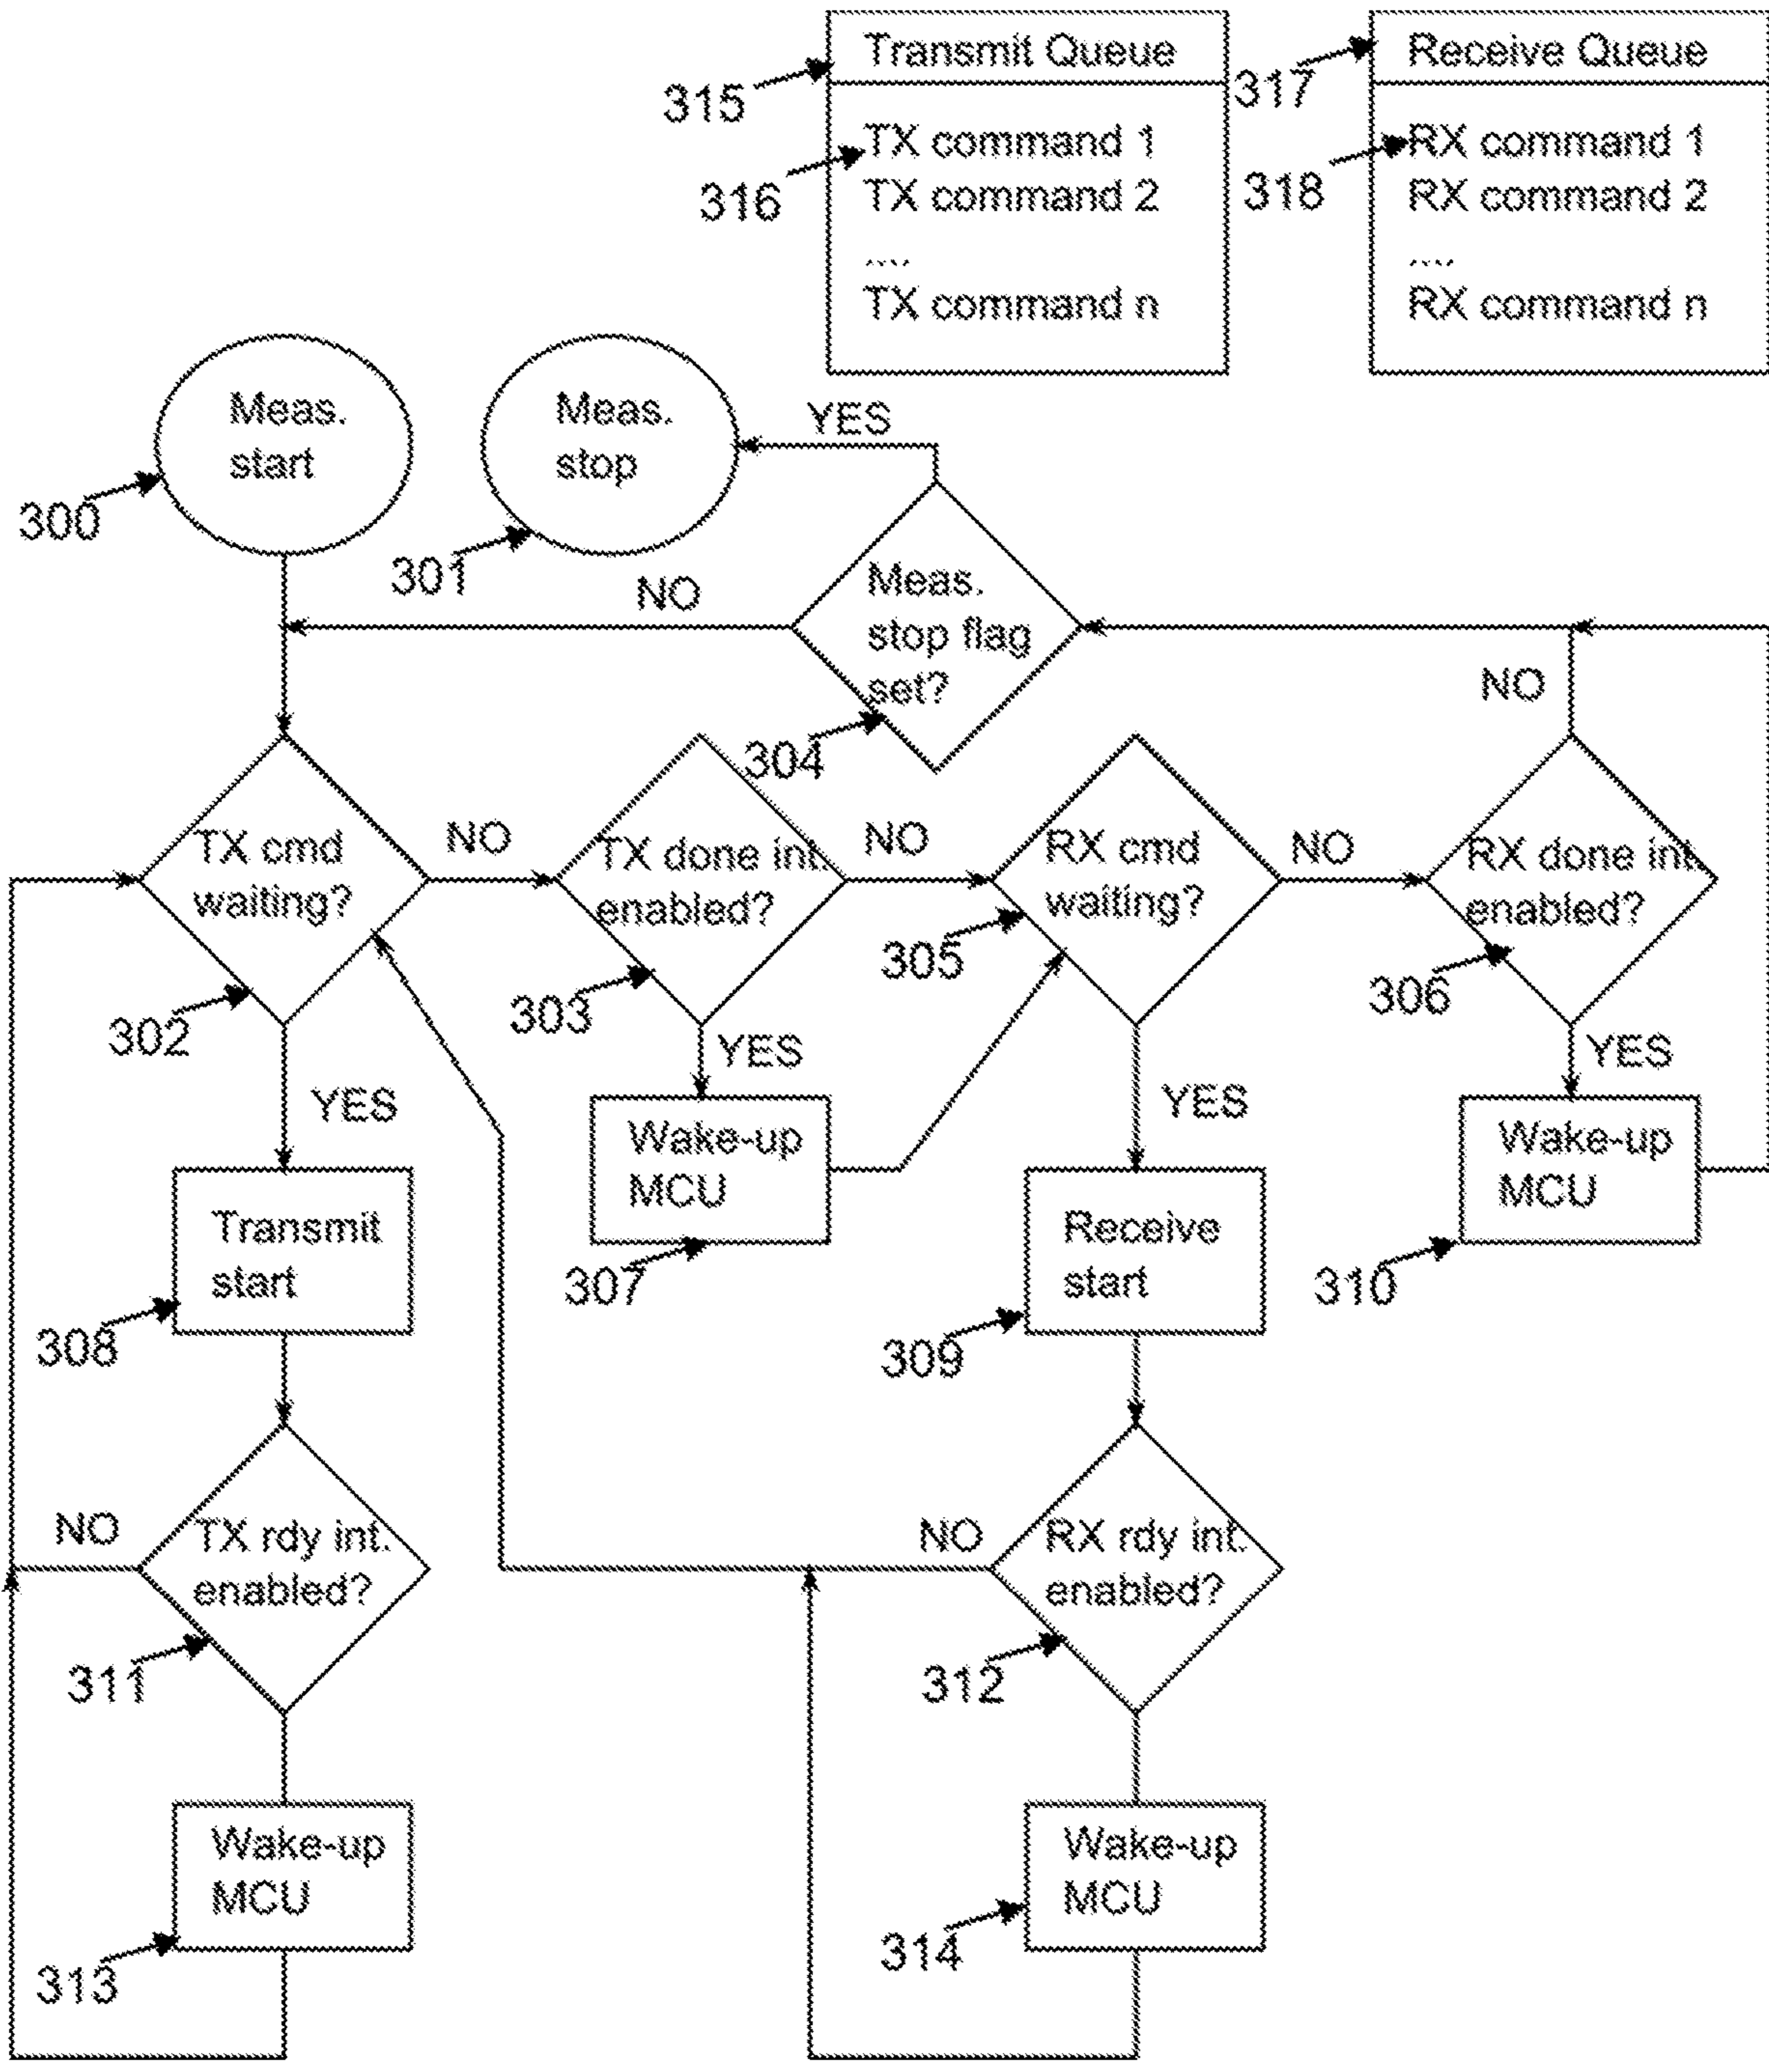 Transmit Queue
315
TX command 1
316
TX command 2
....
TX command n
Receive Queue
317
RX command 1
318
RX command 2
....
RX command n
Meas.
start
300
Meas.
stop
301
YES
NO
Meas.
stop flag
set?
304
NO
TX cmd
waiting?
302
NO
TX done int.
enabled?
303
NO
RX cmd
waiting?
305
NO
RX done int.
enabled?
306
YES
YES
YES
YES
Transmit
start
308
Wake-up
MCU
307
Receive
start
309
Wake-up
MCU
310
NO
TX rdy int.
enabled?
311
NO
RX rdy int.
enabled?
312
Wake-up
MCU
313
Wake-up
MCU
314